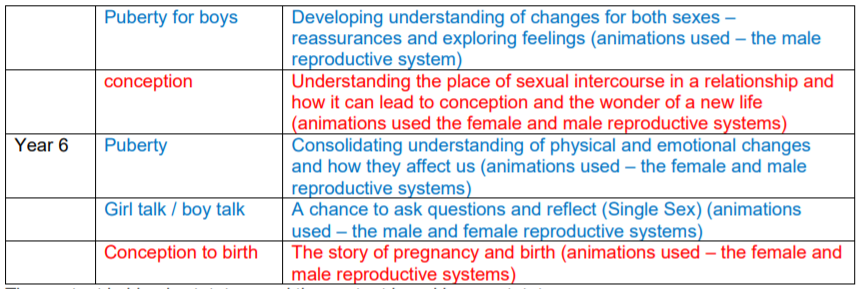 Puberty for boys Developing understanding of changes for both sexes –
reassurances and exploring feelings (animations used – the male
reproductive system)
conception Understanding the place of sexual intercourse in a relationship and
how it can lead to conception and the wonder of a new life
(animations used the female and male reproductive systems)
Year 6 Puberty Consolidating understanding of physical and emotional changes
and how they affect us (animations used – the female and male
reproductive systems)
Girl talk / boy talk A chance to ask questions and reflect (Single Sex) (animations
used – the male and female reproductive systems)
Conception to birth The story of pregnancy and birth (animations used – the female and
male reproductive systems)